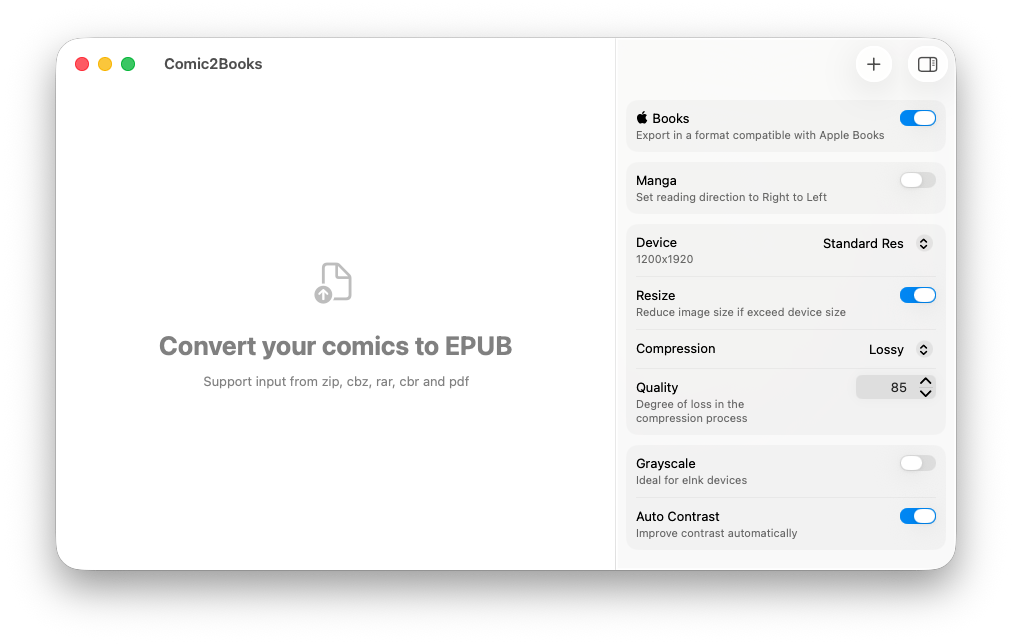 Comic2Books
Convert your comics to EPUB
Support input from zip, cbz, rar, cbr and pdf
Books
Export in a format compatible with Apple Books
Manga
Set reading direction to Right to Left
Device
Standard Res
1200x1920
Resize
Reduce image size if exceed device size
Compression
Lossy
Quality
85
Degree of loss in the
compression process
Grayscale
Ideal for eInk devices
Auto Contrast
Improve contrast automatically